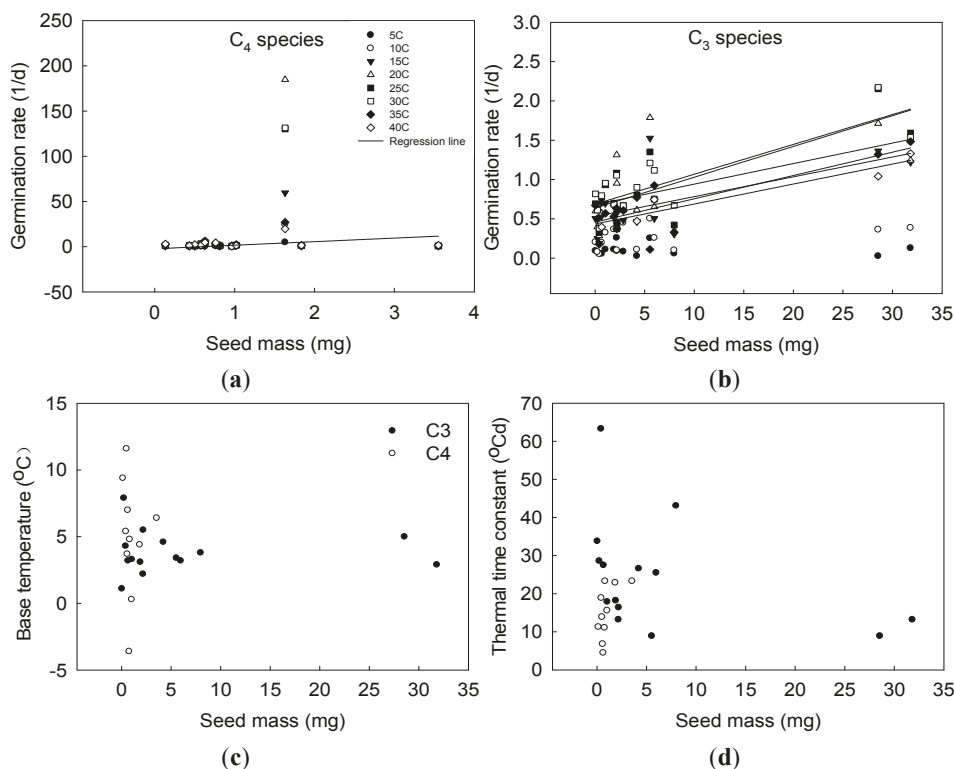 C4 species
5C
10C
15C
20C
25C
30C
35C
40C
Regression line
Germination rate (1/d)
250
200
150
100
50
0
-50
0
1
2
3
4
Seed mass (mg)
(a)
C3 species
Germination rate (1/d)
3.0
2.5
2.0
1.5
1.0
0.5
0.0
0
5
10
15
20
25
30
35
Seed mass (mg)
(b)
C3
C4
Base temperature (°C)
15
10
5
0
-5
0
5
10
15
20
25
30
35
Seed mass (mg)
(c)
Thermal time constant (°Cd)
70
60
50
40
30
20
10
0
0
5
10
15
20
25
30
35
Seed mass (mg)
(d)